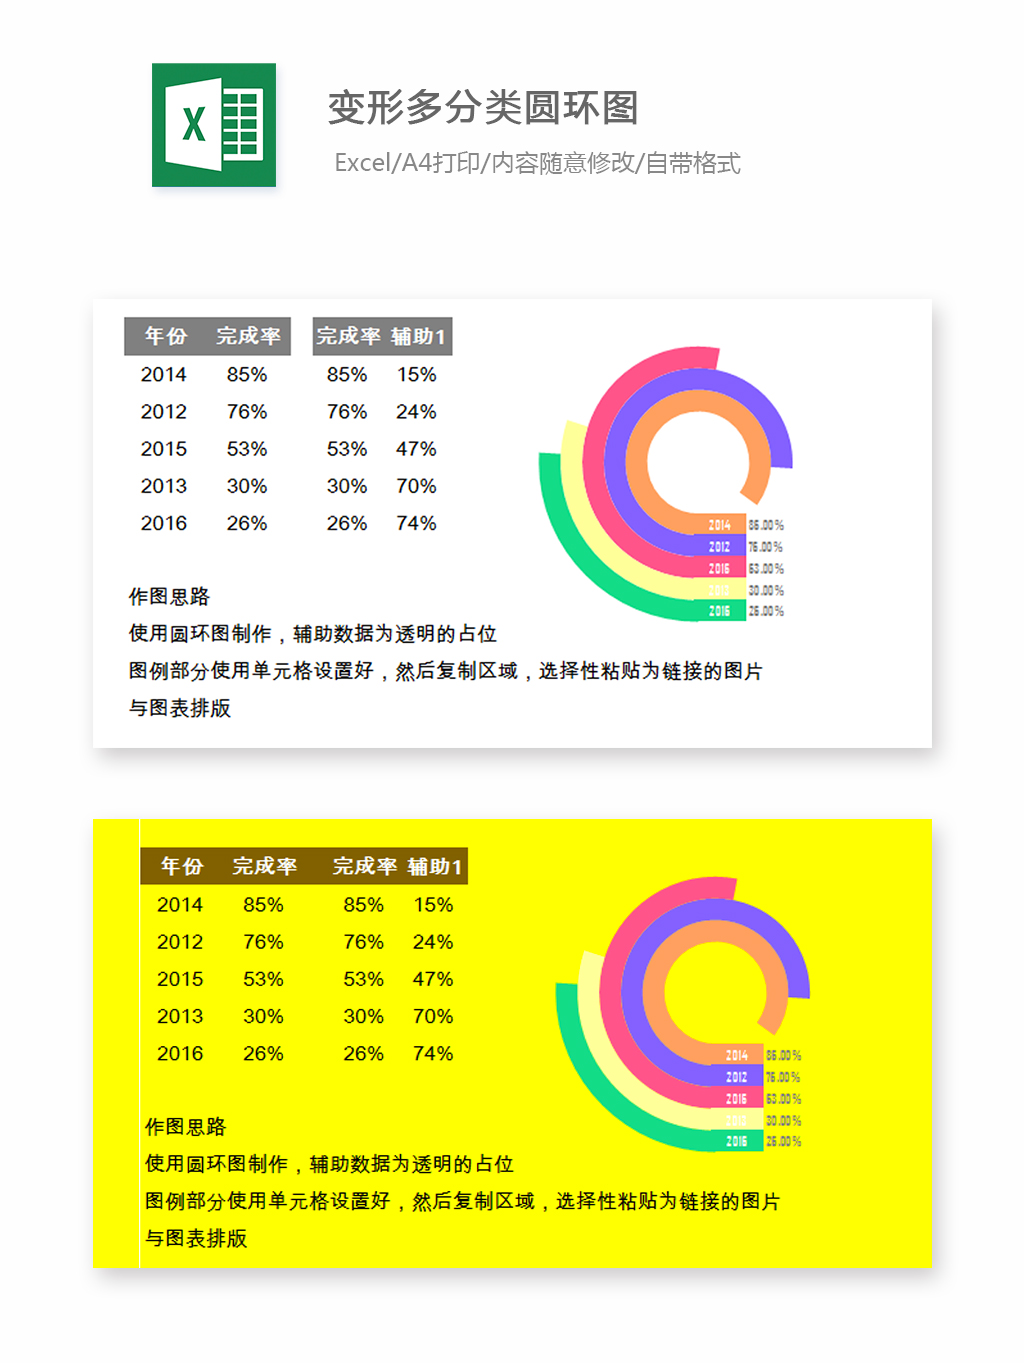 X
变形多分类圆环图
Excel/A4打印/内容随意修改/自带格式
年份 完成率 完成率 辅助1
2014 85% 85% 15%
2012 76% 76% 24%
2015 53% 53% 47%
2013 30% 30% 70%
2016 26% 26% 74%
2014 85.00%
2012 76.00%
2015 53.00%
30.00%
2016 26.00%
作图思路
使用圆环图制作，辅助数据为透明的占位
图例部分使用单元格设置好，然后复制区域，选择性粘贴为链接的图片
与图表排版
年份 完成率 完成率 辅助1
2014 85% 85% 15%
2012 76% 76% 24%
2015 53% 53% 47%
2013 30% 30% 70%
2016 26% 26% 74%
2014 85.00%
2012 76.00%
2015 53.00%
30.00%
2016 26.00%
作图思路
使用圆环图制作，辅助数据为透明的占位
图例部分使用单元格设置好，然后复制区域，选择性粘贴为链接的图片
与图表排版